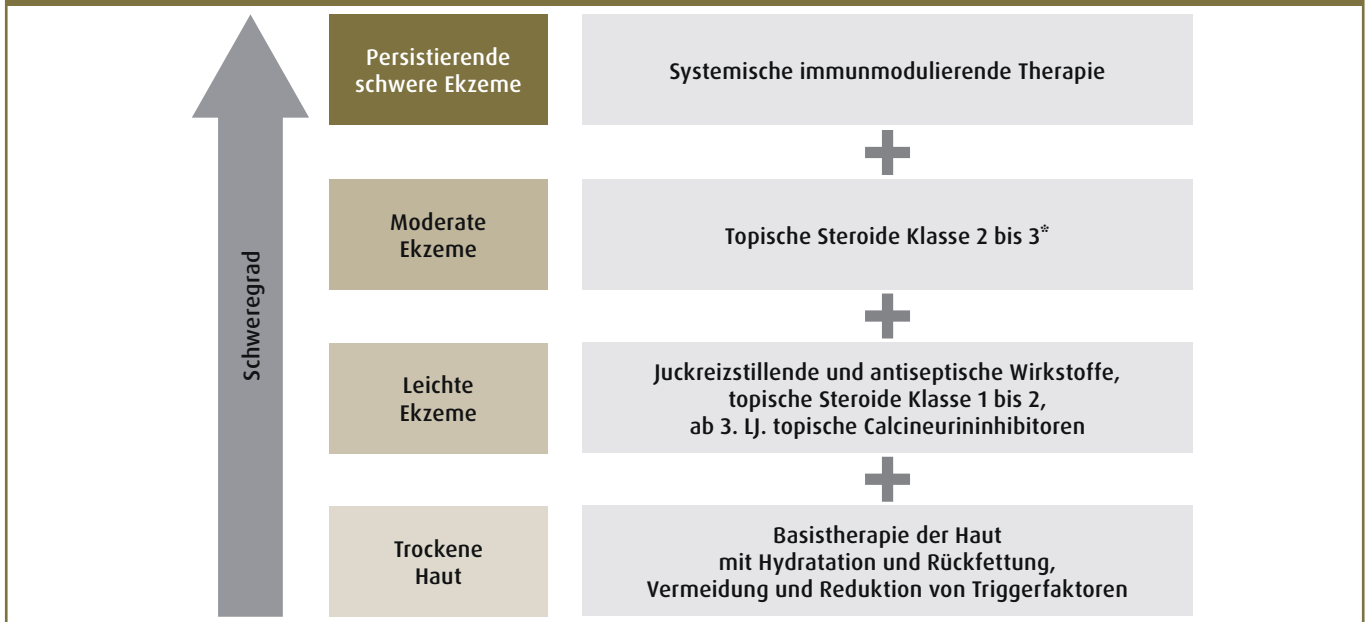 Persistierende
schwere Ekzeme
Systemische immunmodulierende Therapie
+
Moderate
Ekzeme
Topische Steroide Klasse 2 bis 3*
+
Schweregrad
Leichte
Ekzeme
Juckreizstillende und antiseptische Wirkstoffe,
topische Steroide Klasse 1 bis 2,
ab 3. LJ. topische Calcineurininhibitoren
+
Trockene
Haut
Basistherapie der Haut
mit Hydratation und Rückfettung,
Vermeidung und Reduktion von Triggerfaktoren